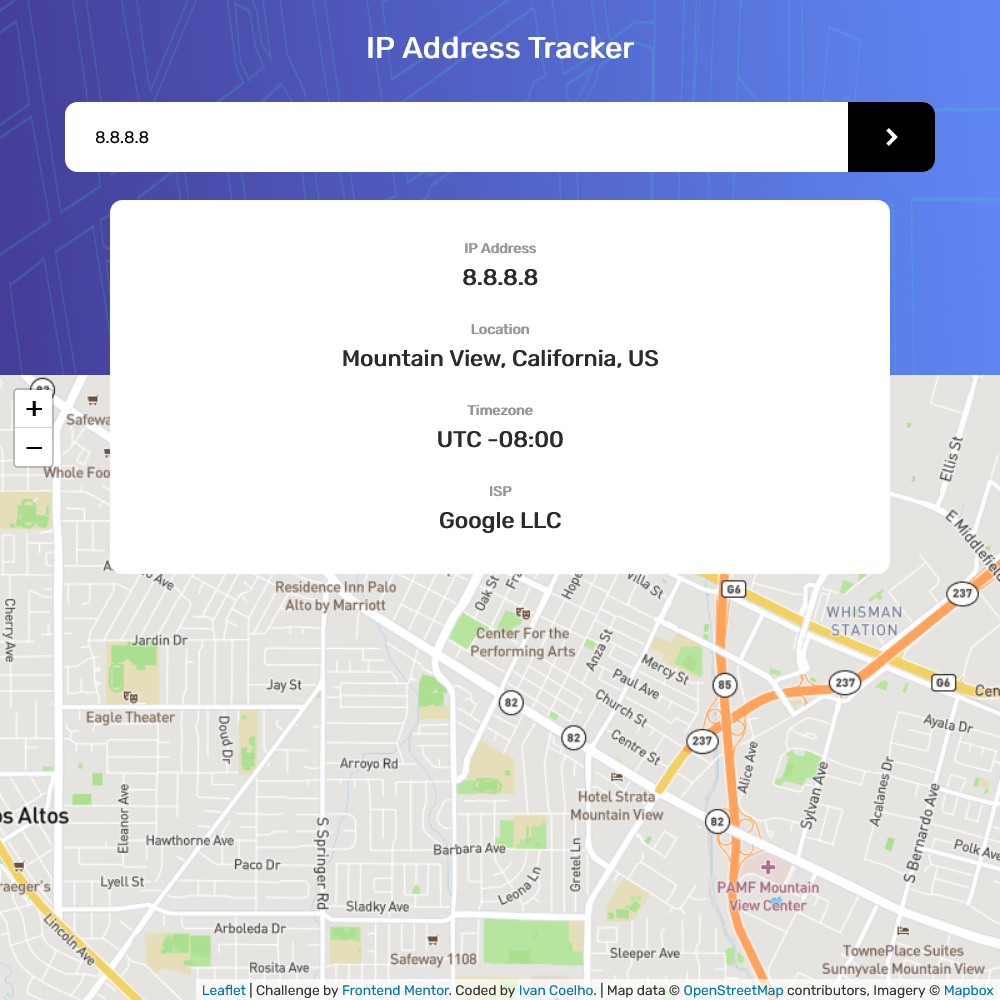 IP Address Tracker
8.8.8.8
IP Address
8.8.8.8
Location
Mountain View, California, US
Timezone
UTC -08:00
ISP
Google LLC
+
−
Whole Foo
Ellis St
E Middlefield
Ave
Residence Inn Palo
Alto by Marriott
Oak St
Hope
Villa St
G6
237
WHISMAN
STATION
Cherry Ave
Jardin Dr
Center For the
Performing Arts
Anza St
Mercy St
Paul Ave
Church St
Centre St
85
237
G6
Cen
Jay St
Eagle Theater
Doud Dr
82
82
237
Ayala Dr
Arroyo Rd
Alice Ave
Sylvan Ave
Acalanes Dr
S Bernardo Ave
Hotel Strata
Mountain View
os Altos
Eleanor Ave
Hawthorne Ave
S Springer Rd
Barbara Ave
Gretel Ln
82
Polk Ave
Paco Dr
Lyell St
raeger's
Leona Ln
PAMF Mountain
View Center
Sladky Ave
Lincoln Ave
Arboleda Dr
Safeway 1108
Rosita Ave
Sleeper Ave
TownePlace Suites
Sunnyvale Mountain View
Leaflet | Challenge by Frontend Mentor. Coded by Ivan Coelho. | Map data © OpenStreetMap contributors, Imagery © Mapbox